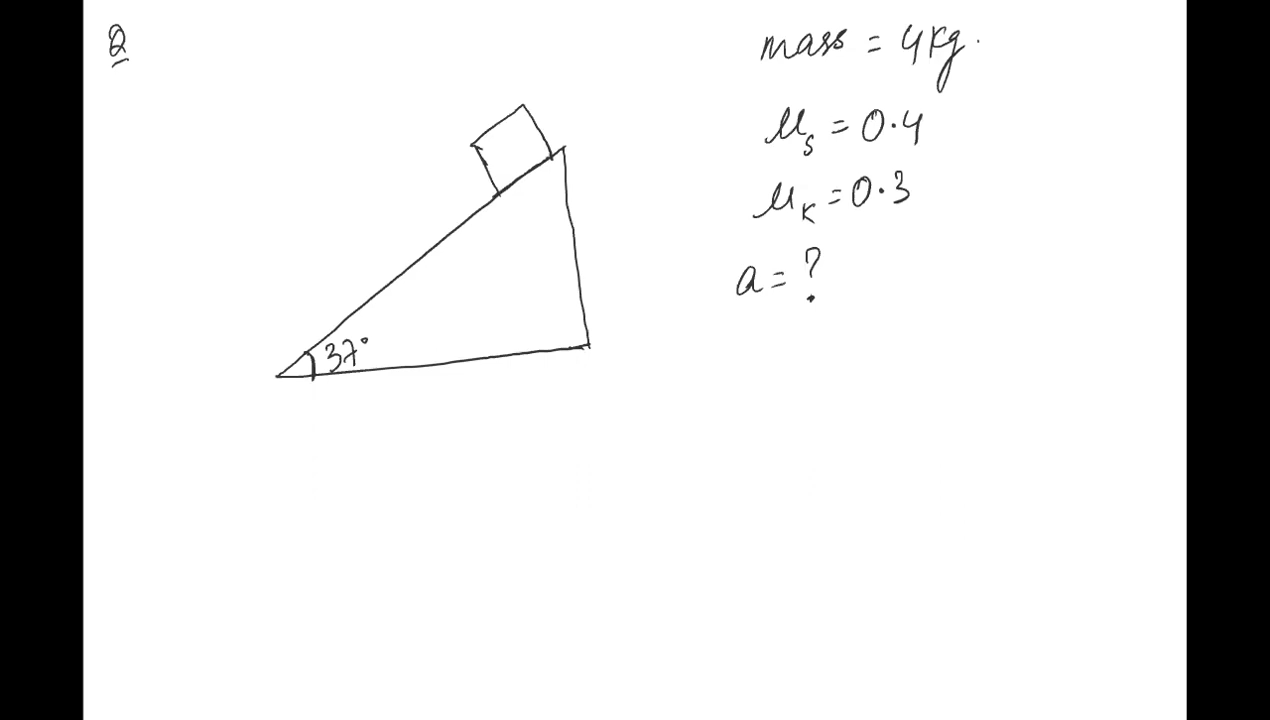 Q
mass = 4kg.
μs = 0.4
μk = 0.3
a = ?
37°